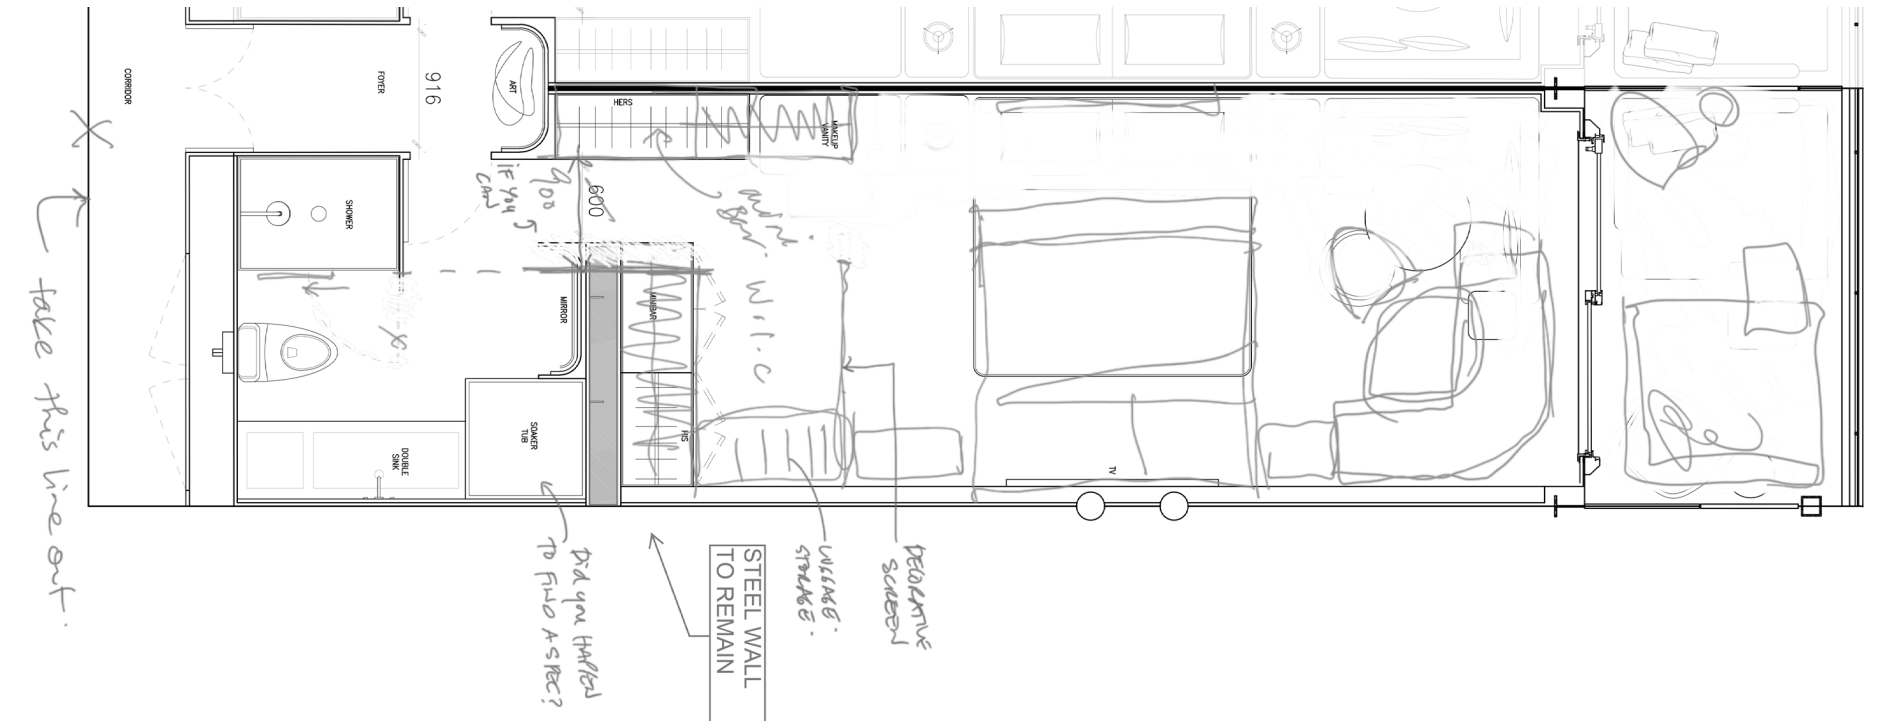 CORRIDOR
FOYER
916
ART
HERS
MAKEUP
VANITY
SHOWER
IF YOU
CAN
900
600
MINI
BAR.
W.I.C
MIRROR
MINIBAR
HIS
SOAKER
TUB
DOUBLE
SINK
TV
X
take this line out.
Did you HAPPEN
TO FIND A SPEC?
STEEL WALL
TO REMAIN
LUGGAGE.
STORAGE.
DECORATIVE
SCREEN